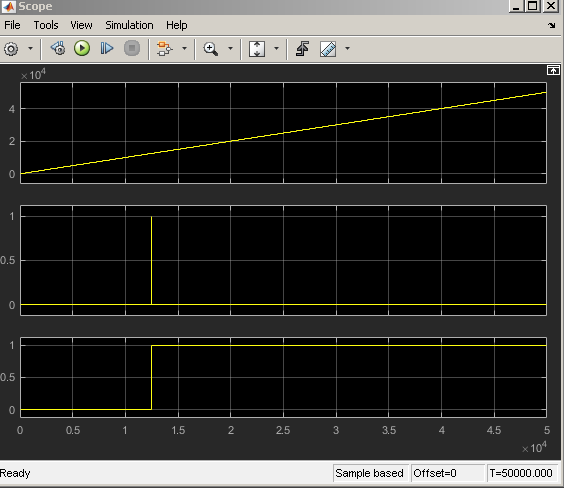 Scope
File Tools View Simulation Help
×10^4
4
2
0
1
0.5
0
1
0.5
0
0 0.5 1 1.5 2 2.5 3 3.5 4 4.5 5
×10^4
Ready Sample based Offset=0 T=50000.000